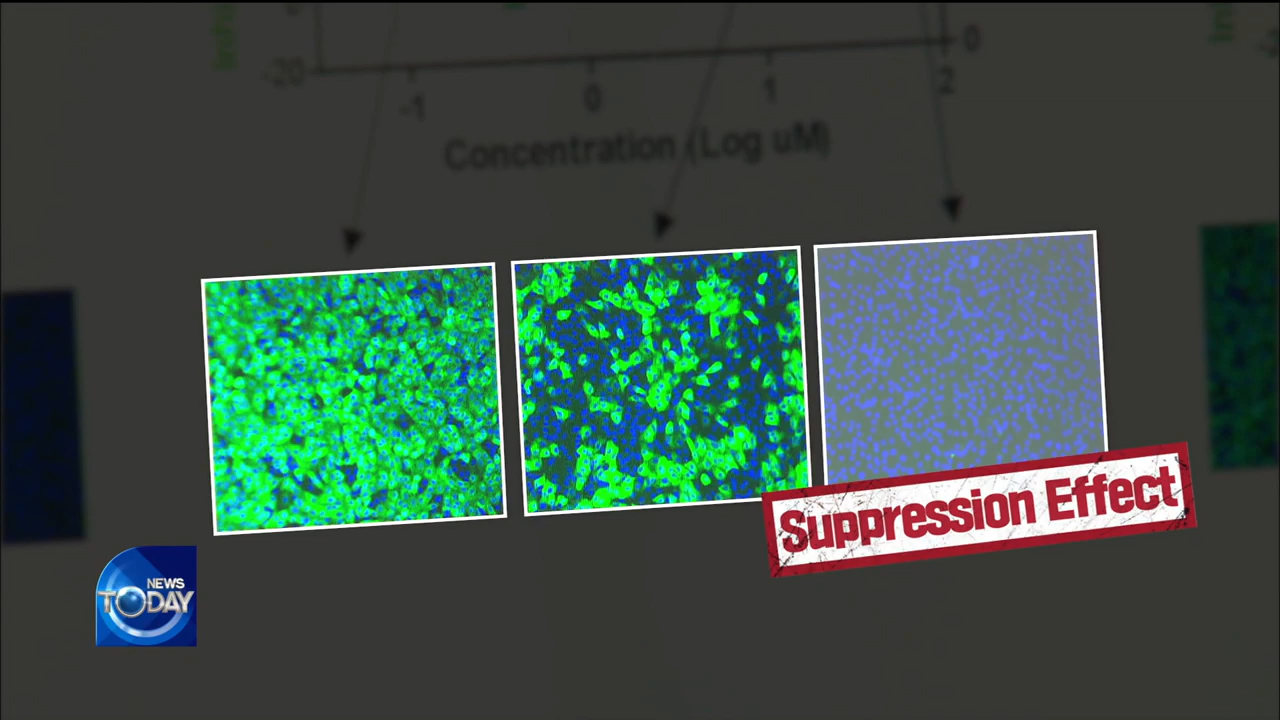 -20
0
-1
0
1
2
Concentration (Log uM)
Suppression Effect
NEWS
TODAY